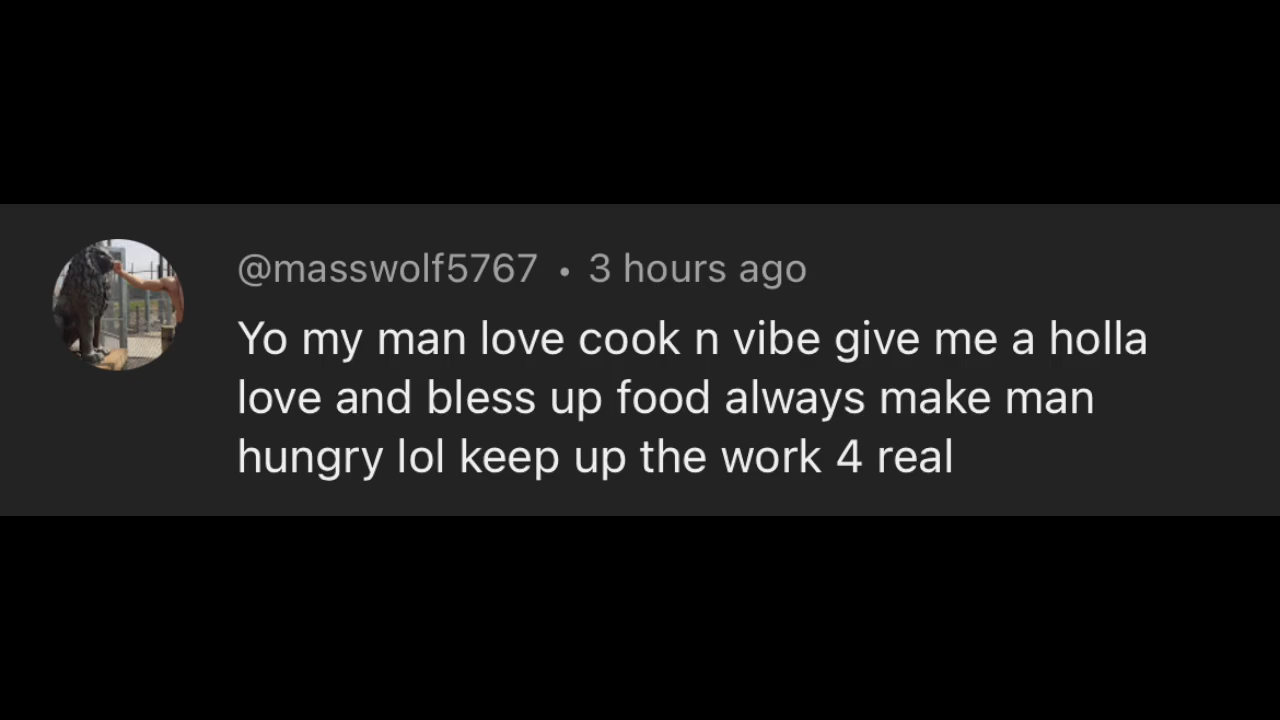 @masswolf5767 • 3 hours ago
Yo my man love cook n vibe give me a holla
love and bless up food always make man
hungry lol keep up the work 4 real